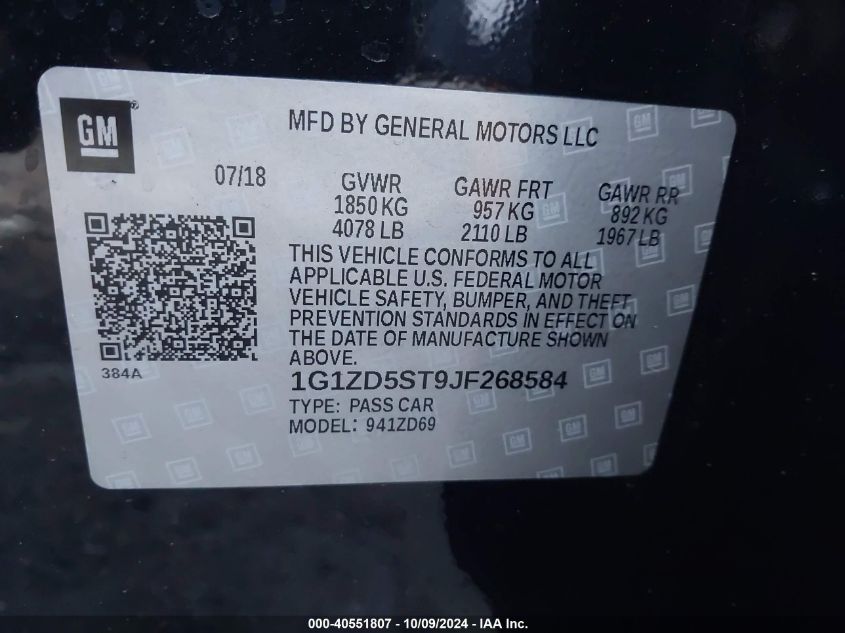 GM
MFD BY GENERAL MOTORS LLC
07/18 GVWR GAWR FRT GAWR RR
1850 KG 957 KG 892 KG
4078 LB 2110 LB 1967 LB
THIS VEHICLE CONFORMS TO ALL
APPLICABLE U.S. FEDERAL MOTOR
VEHICLE SAFETY, BUMPER, AND THEFT
PREVENTION STANDARDS IN EFFECT ON
THE DATE OF MANUFACTURE SHOWN
ABOVE.
384A
1G1ZD5ST9JF268584
TYPE: PASS CAR
MODEL: 941ZD69
000-40551807 - 10/09/2024 - IAA Inc.